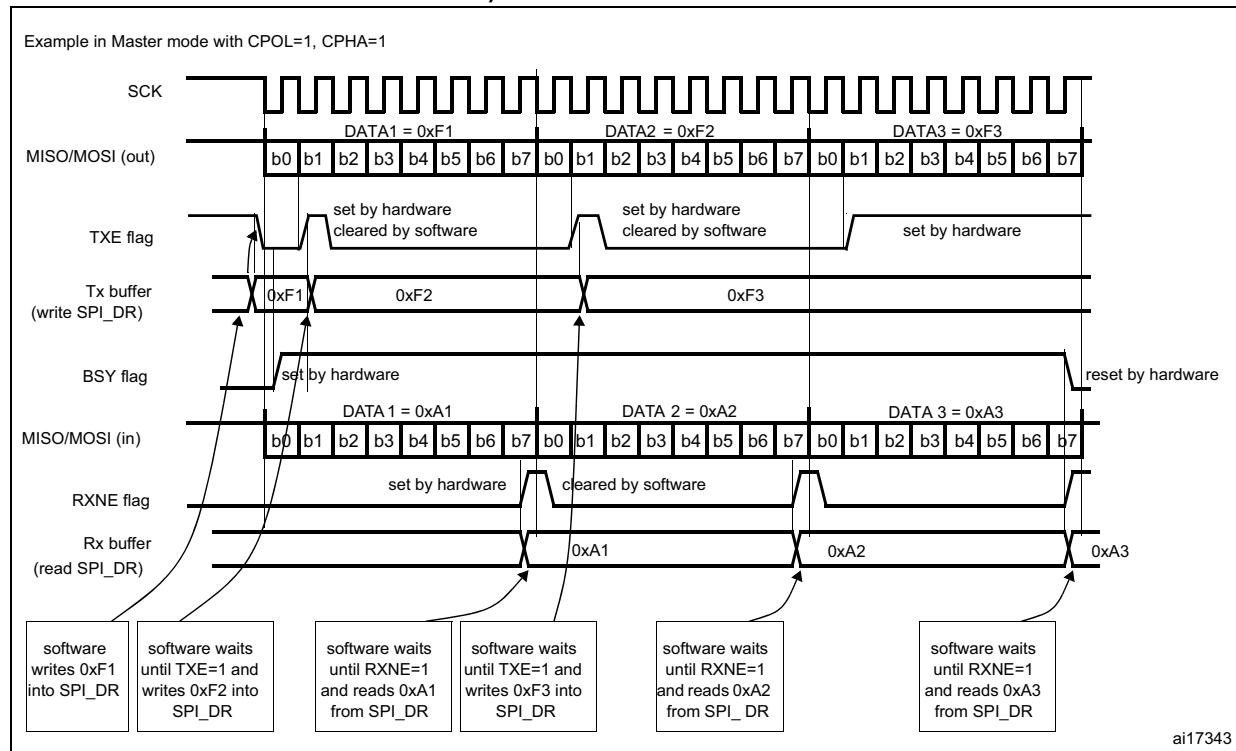 Example in Master mode with CPOL=1, CPHA=1
SCK
DATA1 = 0xF1
DATA2 = 0xF2
DATA3 = 0xF3
MISO/MOSI (out)
b0 b1 b2 b3 b4 b5 b6 b7 b0 b1 b2 b3 b4 b5 b6 b7 b0 b1 b2 b3 b4 b5 b6 b7
set by hardware
cleared by software
set by hardware
cleared by software
TXE flag
set by hardware
Tx buffer
(write SPI_DR)
0xF1
0xF2
0xF3
BSY flag
set by hardware
reset by hardware
DATA 1 = 0xA1
DATA 2 = 0xA2
DATA 3 = 0xA3
MISO/MOSI (in)
b0 b1 b2 b3 b4 b5 b6 b7 b0 b1 b2 b3 b4 b5 b6 b7 b0 b1 b2 b3 b4 b5 b6 b7
RXNE flag
set by hardware
cleared by software
Rx buffer
(read SPI_DR)
0xA1
0xA2
0xA3
software
writes 0xF1
into SPI_DR
software waits
until TXE=1 and
writes 0xF2 into
SPI_DR
software waits
until RXNE=1
and reads 0xA1
from SPI_DR
software waits
until TXE=1 and
writes 0xF3 into
SPI_DR
software waits
until RXNE=1
and reads 0xA2
from SPI_ DR
software waits
until RXNE=1
and reads 0xA3
from SPI_DR
ai17343